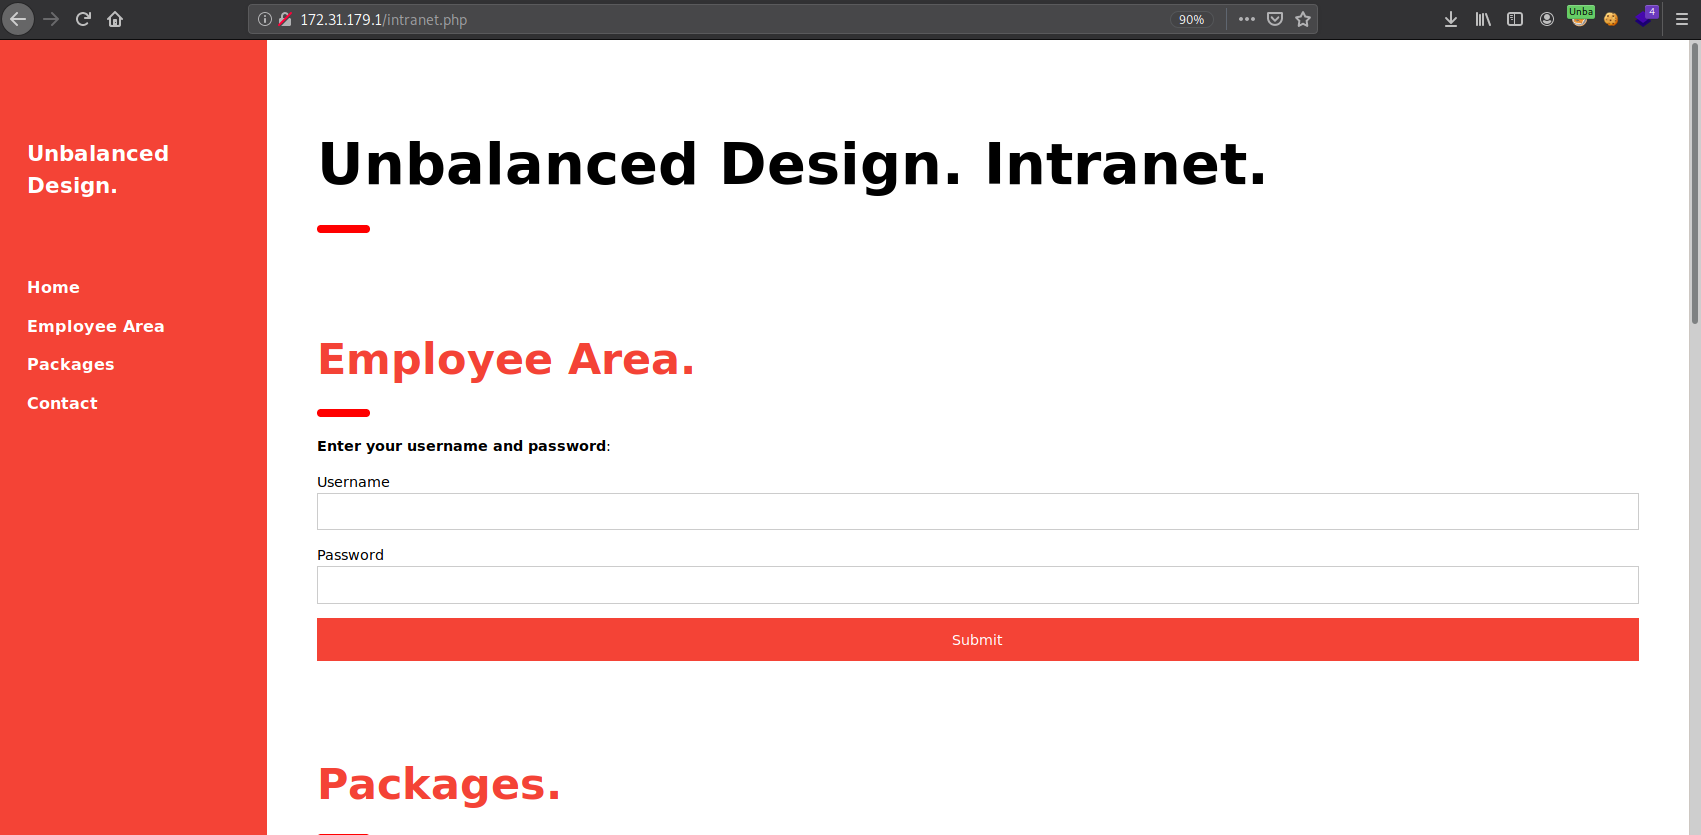 172.31.179.1/intranet.php
90%
Unba
4
Unbalanced
Design.
Home
Employee Area
Packages
Contact
Unbalanced Design. Intranet.
Employee Area.
Enter your username and password:
Username
Password
Submit
Packages.